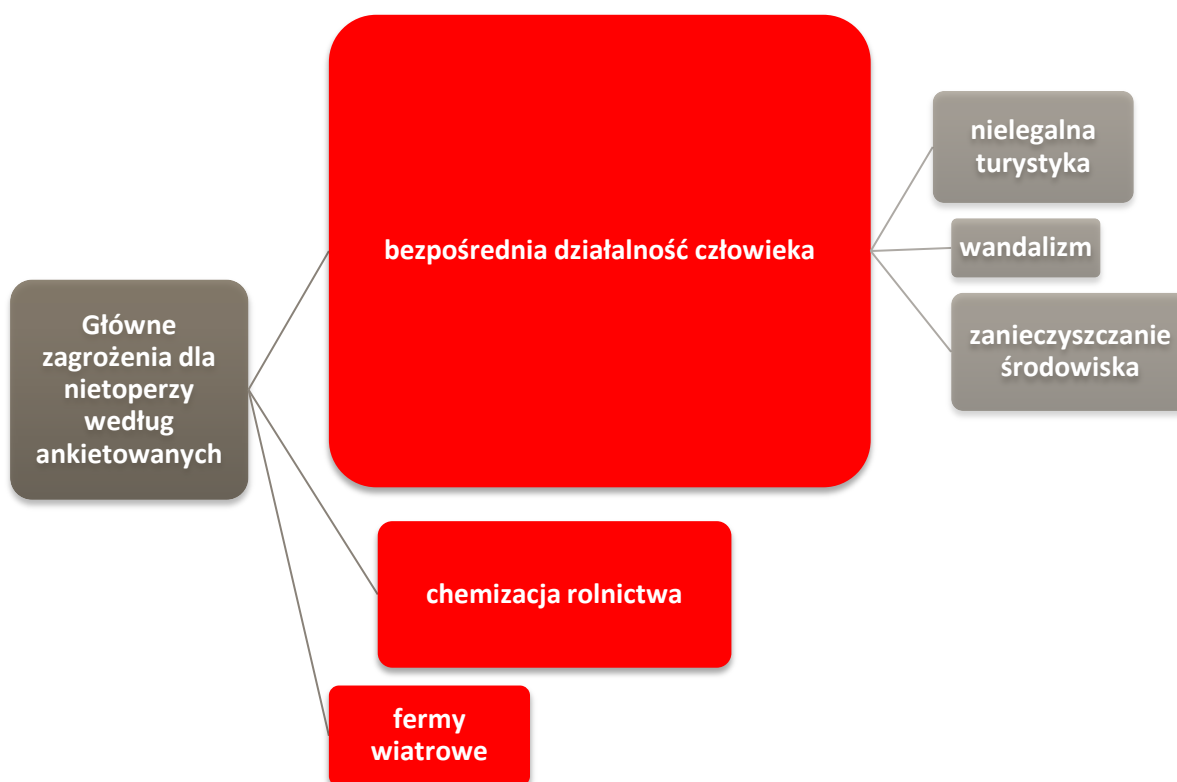 Główne
zagrożenia dla
nietoperzy
według
ankietowanych
bezpośrednia działalność człowieka
nielegalna
turystyka
wandalizm
zanieczyszczanie
środowiska
chemizacja rolnictwa
fermy
wiatrowe